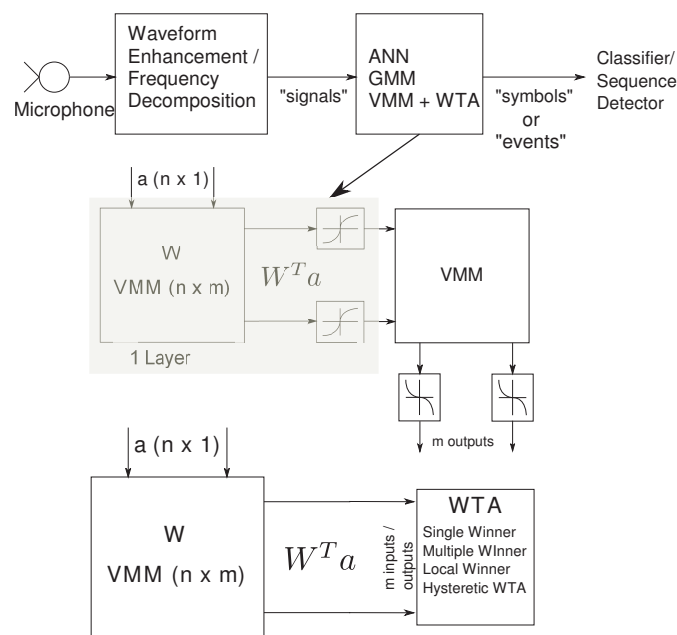 Waveform
Enhancement /
Frequency
Decomposition
Microphone
"signals"
ANN
GMM
VMM + WTA
"symbols"
or
"events"
Classifier/
Sequence
Detector
a (n x 1)
W
VMM (n x m)
W^T a
1 Layer
VMM
m outputs
a (n x 1)
W
VMM (n x m)
W^T a
m inputs /
outputs
WTA
Single Winner
Multiple WInner
Local Winner
Hysteretic WTA